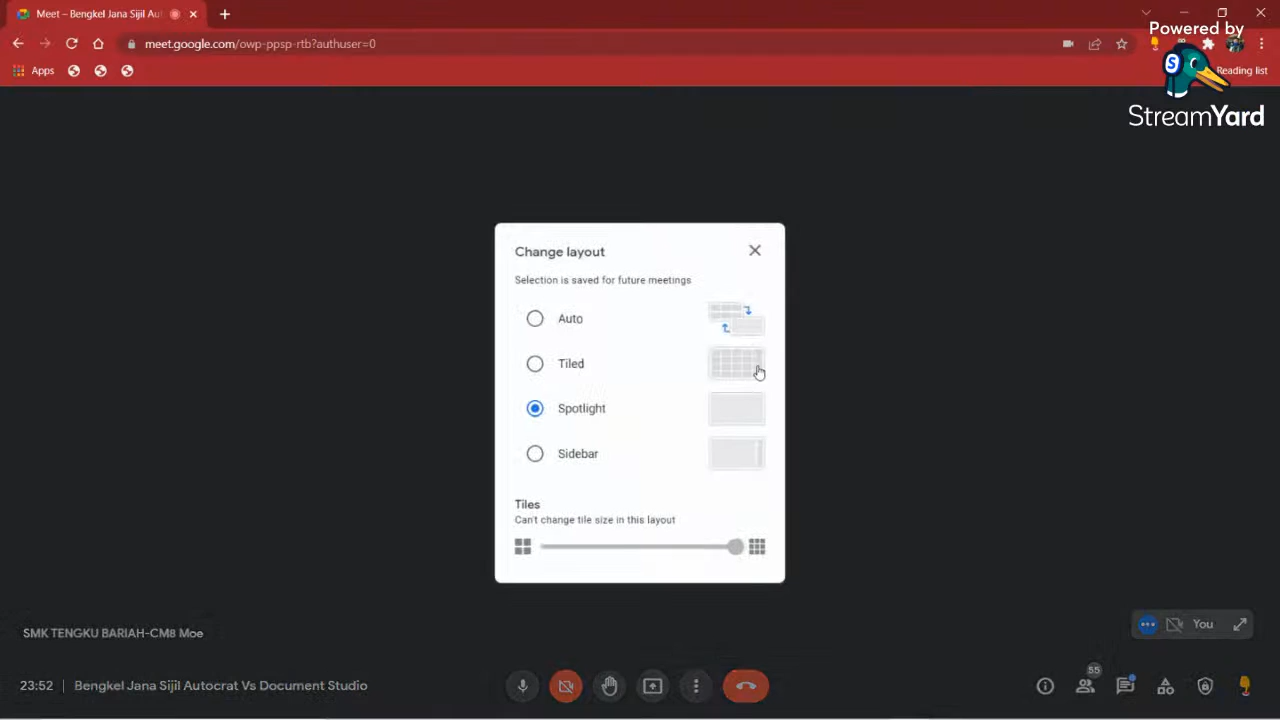 Meet – Bengkel Jana Sijil Aut
meet.google.com/owp-ppsp-rtb?authuser=0
Apps
Reading list
Powered by
S
StreamYard
Change layout
Selection is saved for future meetings
Auto
Tiled
Spotlight
Sidebar
Tiles
Can't change tile size in this layout
SMK TENGKU BARIAH-CM8 Moe
You
23:52 | Bengkel Jana Sijil Autocrat Vs Document Studio
55